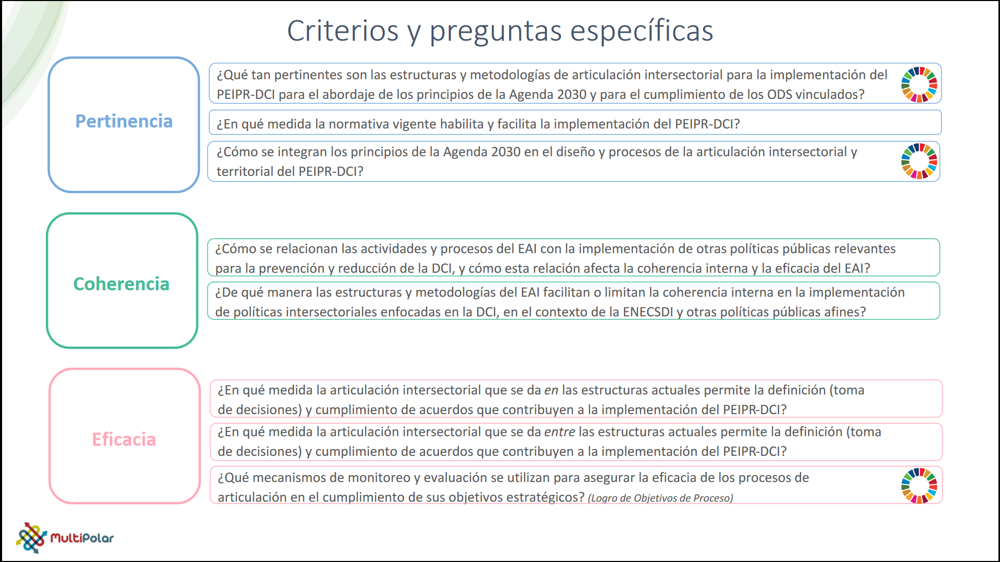 Criterios y preguntas específicas
Pertinencia
¿Qué tan pertinentes son las estructuras y metodologías de articulación intersectorial para la implementación del
PEIPR-DCI para el abordaje de los principios de la Agenda 2030 y para el cumplimiento de los ODS vinculados?
¿En qué medida la normativa vigente habilita y facilita la implementación del PEIPR-DCI?
¿Cómo se integran los principios de la Agenda 2030 en el diseño y procesos de la articulación intersectorial y
territorial del PEIPR-DCI?
Coherencia
¿Cómo se relacionan las actividades y procesos del EAI con la implementación de otras políticas públicas relevantes
para la prevención y reducción de la DCI, y cómo esta relación afecta la coherencia interna y la eficacia del EAI?
¿De qué manera las estructuras y metodologías del EAI facilitan o limitan la coherencia interna en la implementación
de políticas intersectoriales enfocadas en la DCI, en el contexto de la ENECSDI y otras políticas públicas afines?
Eficacia
¿En qué medida la articulación intersectorial que se da en las estructuras actuales permite la definición (toma
de decisiones) y cumplimiento de acuerdos que contribuyen a la implementación del PEIPR-DCI?
¿En qué medida la articulación intersectorial que se da entre las estructuras actuales permite la definición (toma
de decisiones) y cumplimiento de acuerdos que contribuyen a la implementación del PEIPR-DCI?
¿Qué mecanismos de monitoreo y evaluación se utilizan para asegurar la eficacia de los procesos de
articulación en el cumplimiento de sus objetivos estratégicos? (Logro de Objetivos de Proceso)
MultiPolar